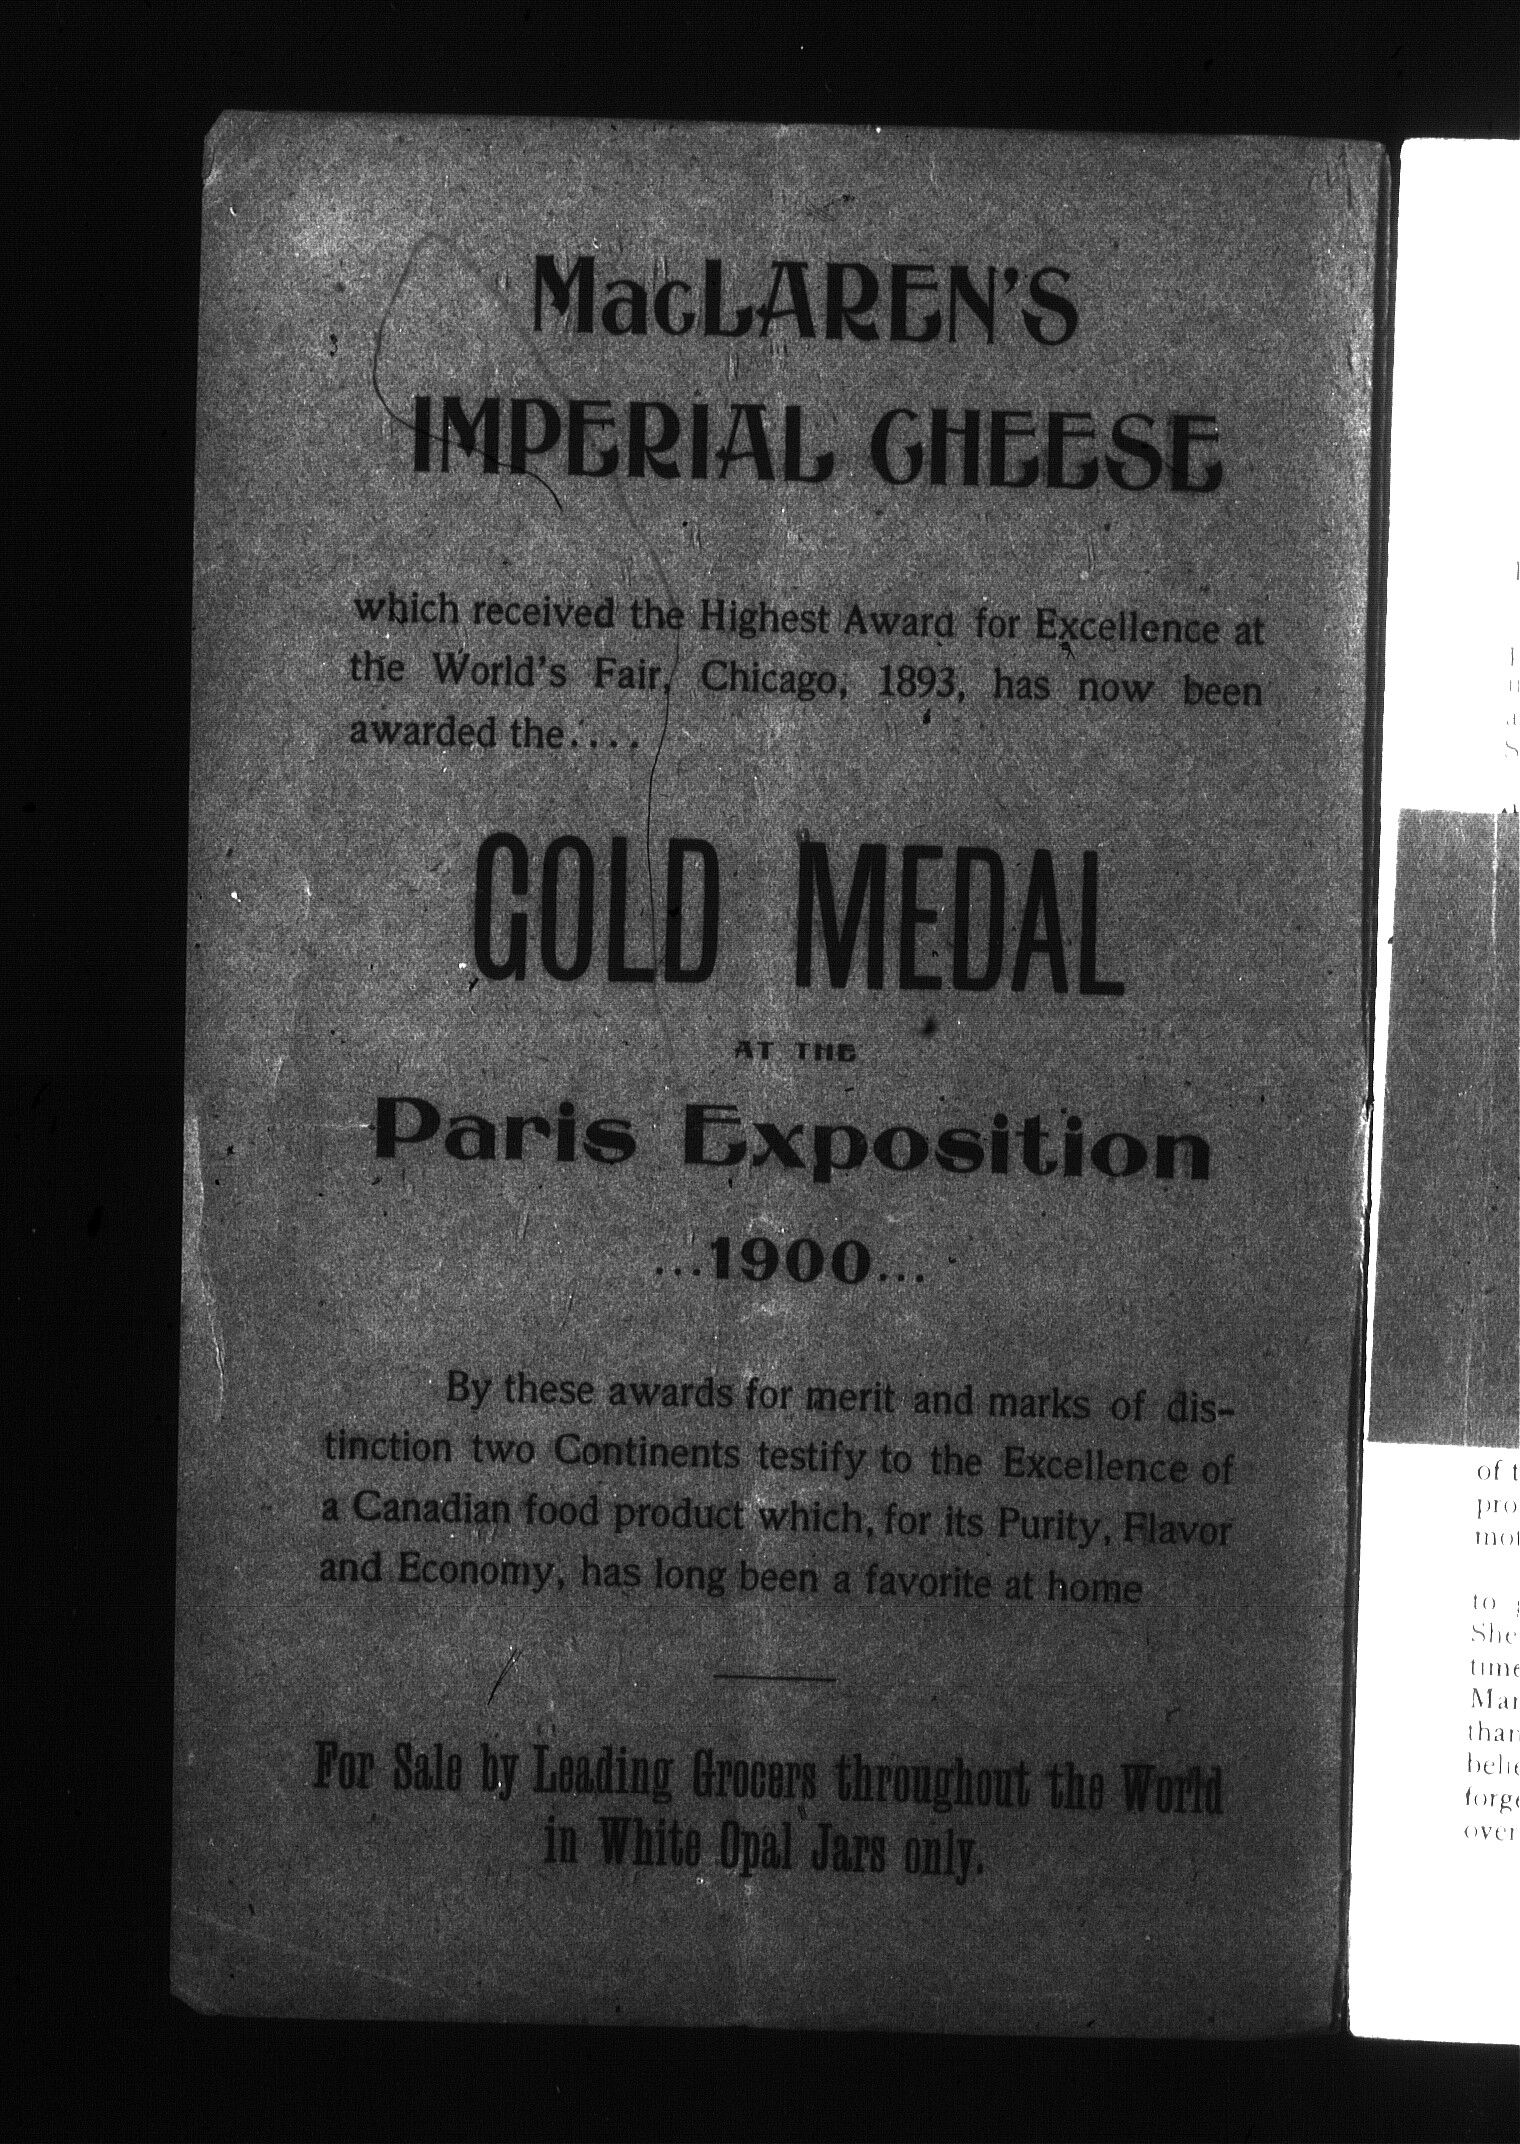 MacLAREN'S
IMPERIAL CHEESE
which received the Highest Award for Excellence at
the World's Fair, Chicago, 1893, has now been
awarded the....
GOLD MEDAL
AT THE
Paris Exposition
...1900...
By these awards for merit and marks of dis-
tinction two Continents testify to the Excellence of
a Canadian food product which, for its Purity, Flavor
and Economy, has long been a favorite at home
For Sale by Leading Grocers throughout the World
in White Opal Jars only.
of
to
over